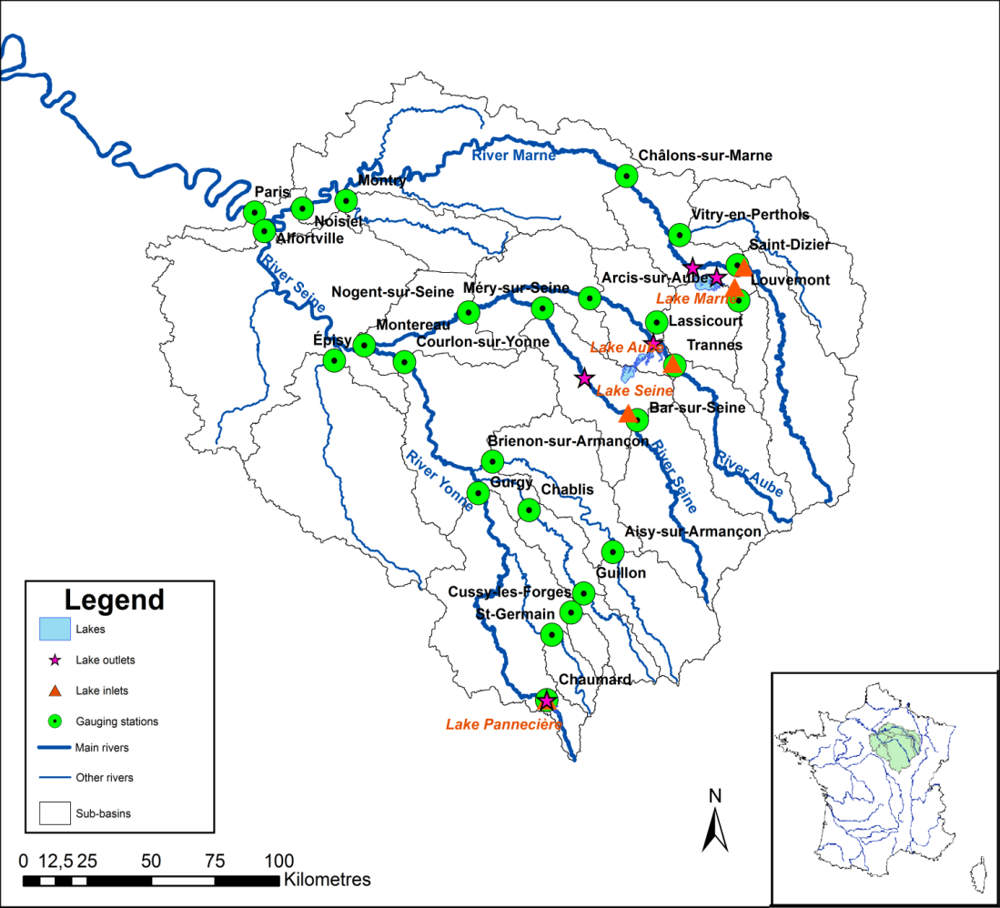 River Marne
Châlons-sur-Marne
Montry
Paris
Noisiel
Alfortville
Vitry-en-Perthois
Saint-Dizier
River Seine
Arcis-sur-Aube
Louvemont
Nogent-sur-Seine
Méry-sur-Seine
Lake Marne
Montereau
Lassicourt
Épisy
Courlon-sur-Yonne
Lake Aube
Trannes
Lake Seine
Bar-sur-Seine
Brienon-sur-Armançon
River Yonne
Gurgy
Chablis
River Seine
River Aube
Aisy-sur-Armançon
Guillon
Cussy-les-Forges
St-Germain
Chaumard
Lake Pannecière
Legend
Lakes
Lake outlets
Lake inlets
Gauging stations
Main rivers
Other rivers
Sub-basins
N
0 12,5 25 50 75 100
Kilometres